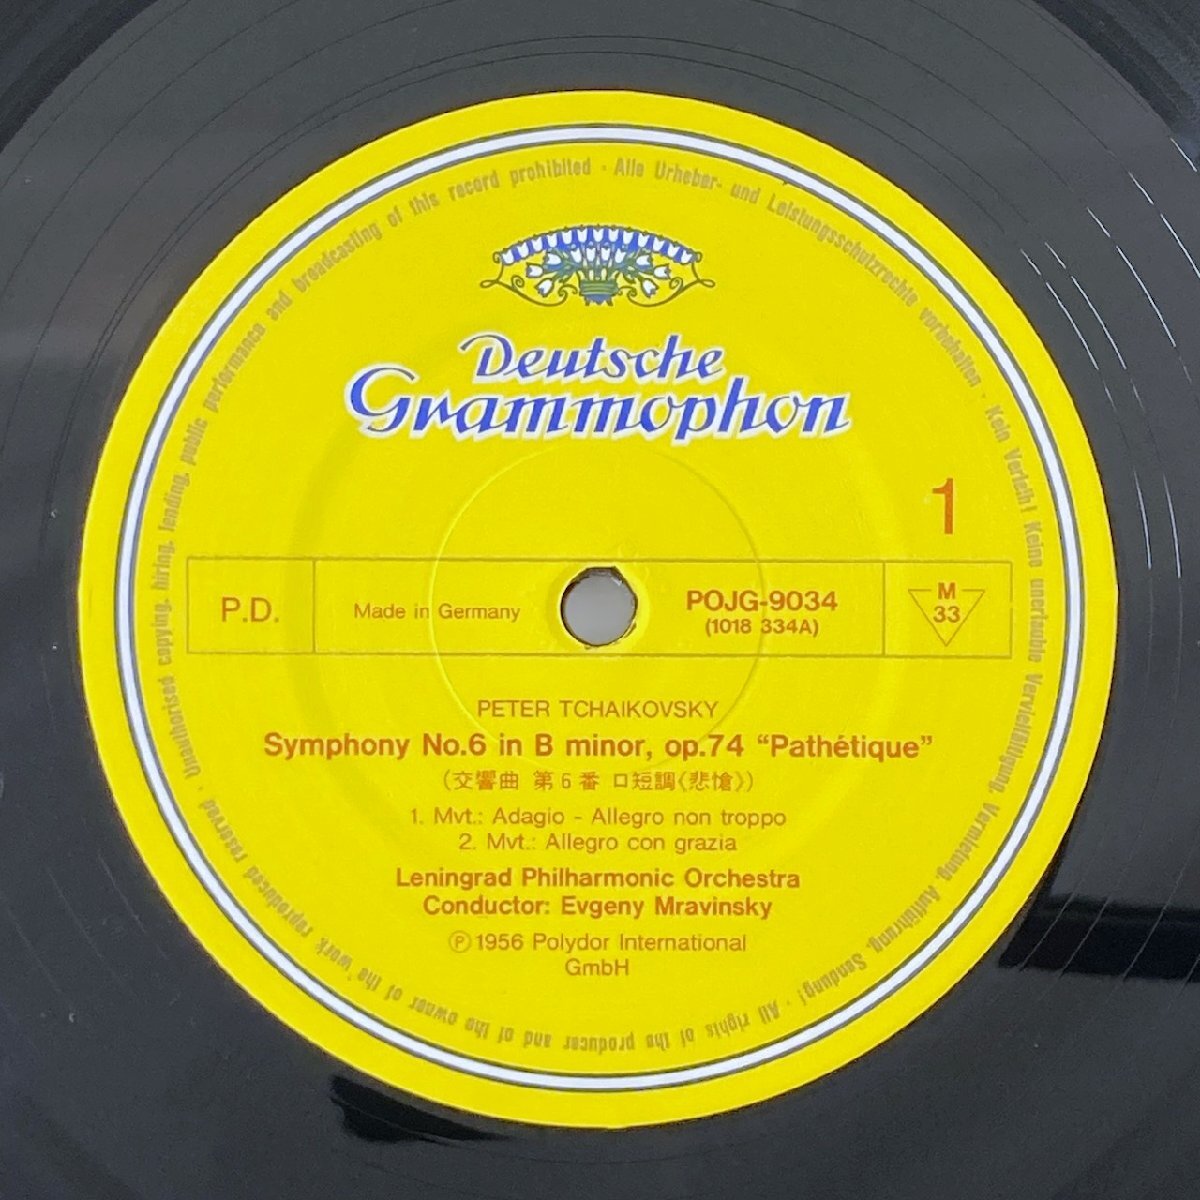 Deutsche
Grammophon
1
P.D.
Made in Germany
POJG-9034
(1018 334A)
M
33
PETER TCHAIKOVSKY
Symphony No.6 in B minor, op.74 “Pathétique”
(交響曲 第6番 ロ短調《悲愴》)
1. Mvt.: Adagio - Allegro non troppo
2. Mvt.: Allegro con grazia
Leningrad Philharmonic Orchestra
Conductor: Evgeny Mravinsky
Ⓟ1956 Polydor International
GmbH
Alle Urheber- und Leistungsschutzrechte vorbehalten · Kein Verleih! Keine unerlaubte Vervielfältigung, Vermietung, Aufführung, Sendung! · All rights of the producer and of the owner of the work reproduced reserved · Unauthorised copying, hiring, lending, public performance and broadcasting of this record prohibited ·